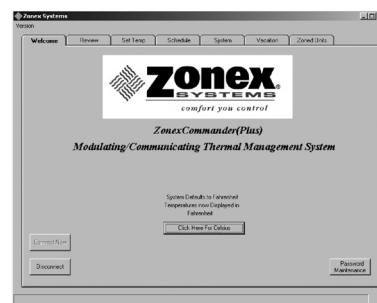 Zonex Systems
Version
Welcome Review Set Temp Schedule System Vacation Zoned Units
ZONEX
SYSTEMS
comfort you control
ZonexCommander(Plus)
Modulating/Communicating Thermal Management System
System Defaults to Fahrenheit
Temperatures now Displayed in
Fahrenheit
Click Here For Celsius
Connect Now
Disconnect
Password
Maintenance